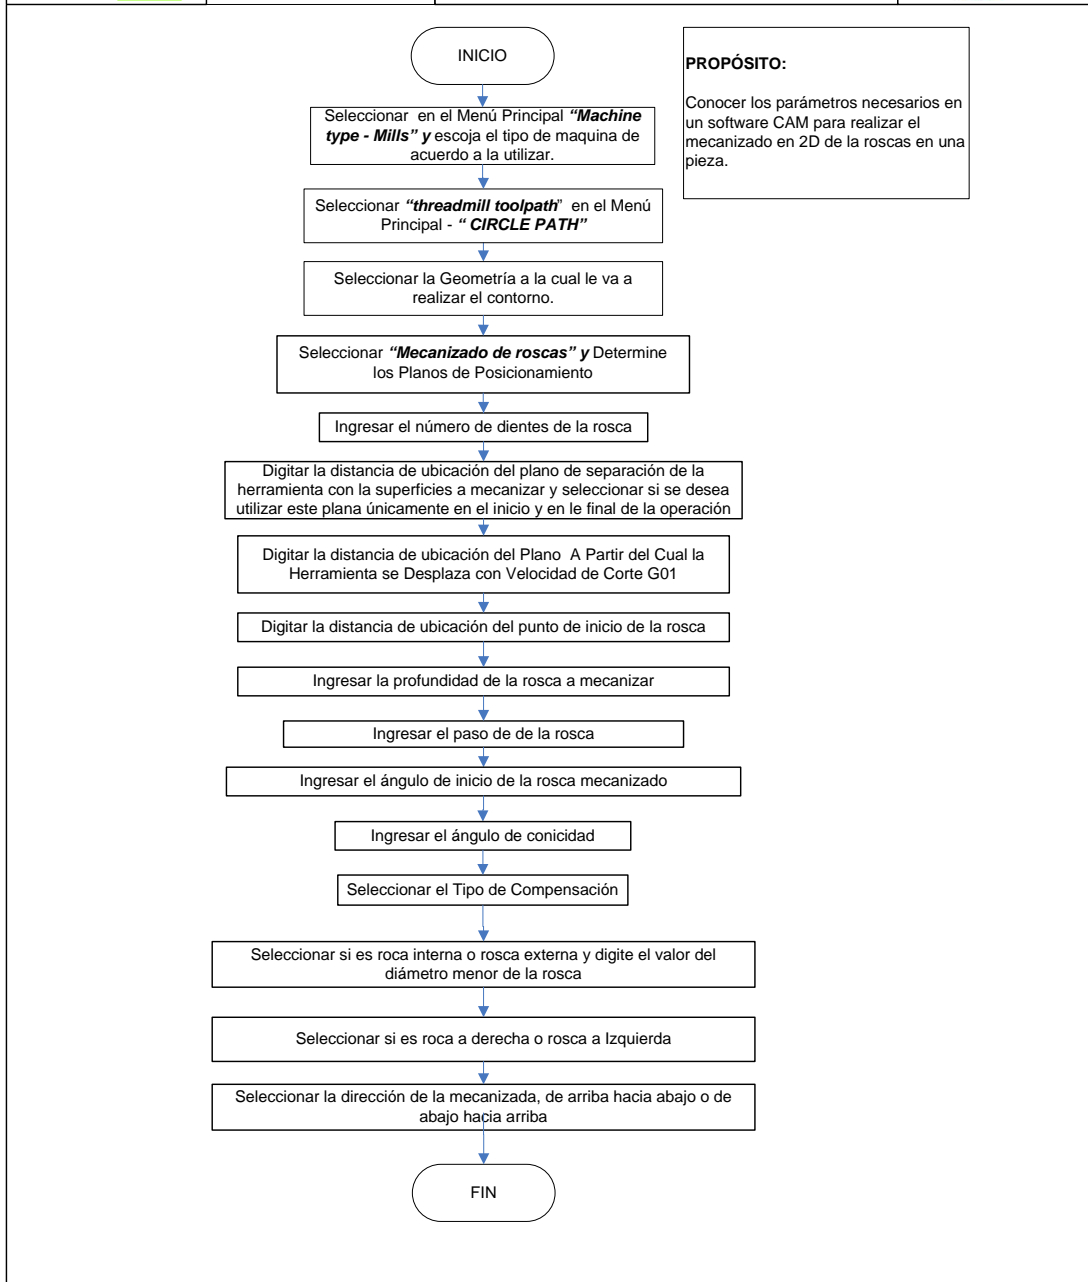 INICIO
PROPÓSITO:
Conocer los parámetros necesarios en
un software CAM para realizar el
mecanizado en 2D de la roscas en una
pieza.
Seleccionar en el Menú Principal “Machine
type - Mills” y escoja el tipo de maquina de
acuerdo a la utilizar.
Seleccionar “threadmill toolpath” en el Menú
Principal - “ CIRCLE PATH”
Seleccionar la Geometría a la cual le va a
realizar el contorno.
Seleccionar “Mecanizado de roscas” y Determine
los Planos de Posicionamiento
Ingresar el número de dientes de la rosca
Digitar la distancia de ubicación del plano de separación de la
herramienta con la superficies a mecanizar y seleccionar si se desea
utilizar este plana únicamente en el inicio y en le final de la operación
Digitar la distancia de ubicación del Plano A Partir del Cual la
Herramienta se Desplaza con Velocidad de Corte G01
Digitar la distancia de ubicación del punto de inicio de la rosca
Ingresar la profundidad de la rosca a mecanizar
Ingresar el paso de de la rosca
Ingresar el ángulo de inicio de la rosca mecanizado
Ingresar el ángulo de conicidad
Seleccionar el Tipo de Compensación
Seleccionar si es roca interna o rosca externa y digite el valor del
diámetro menor de la rosca
Seleccionar si es roca a derecha o rosca a Izquierda
Seleccionar la dirección de la mecanizada, de arriba hacia abajo o de
abajo hacia arriba
FIN